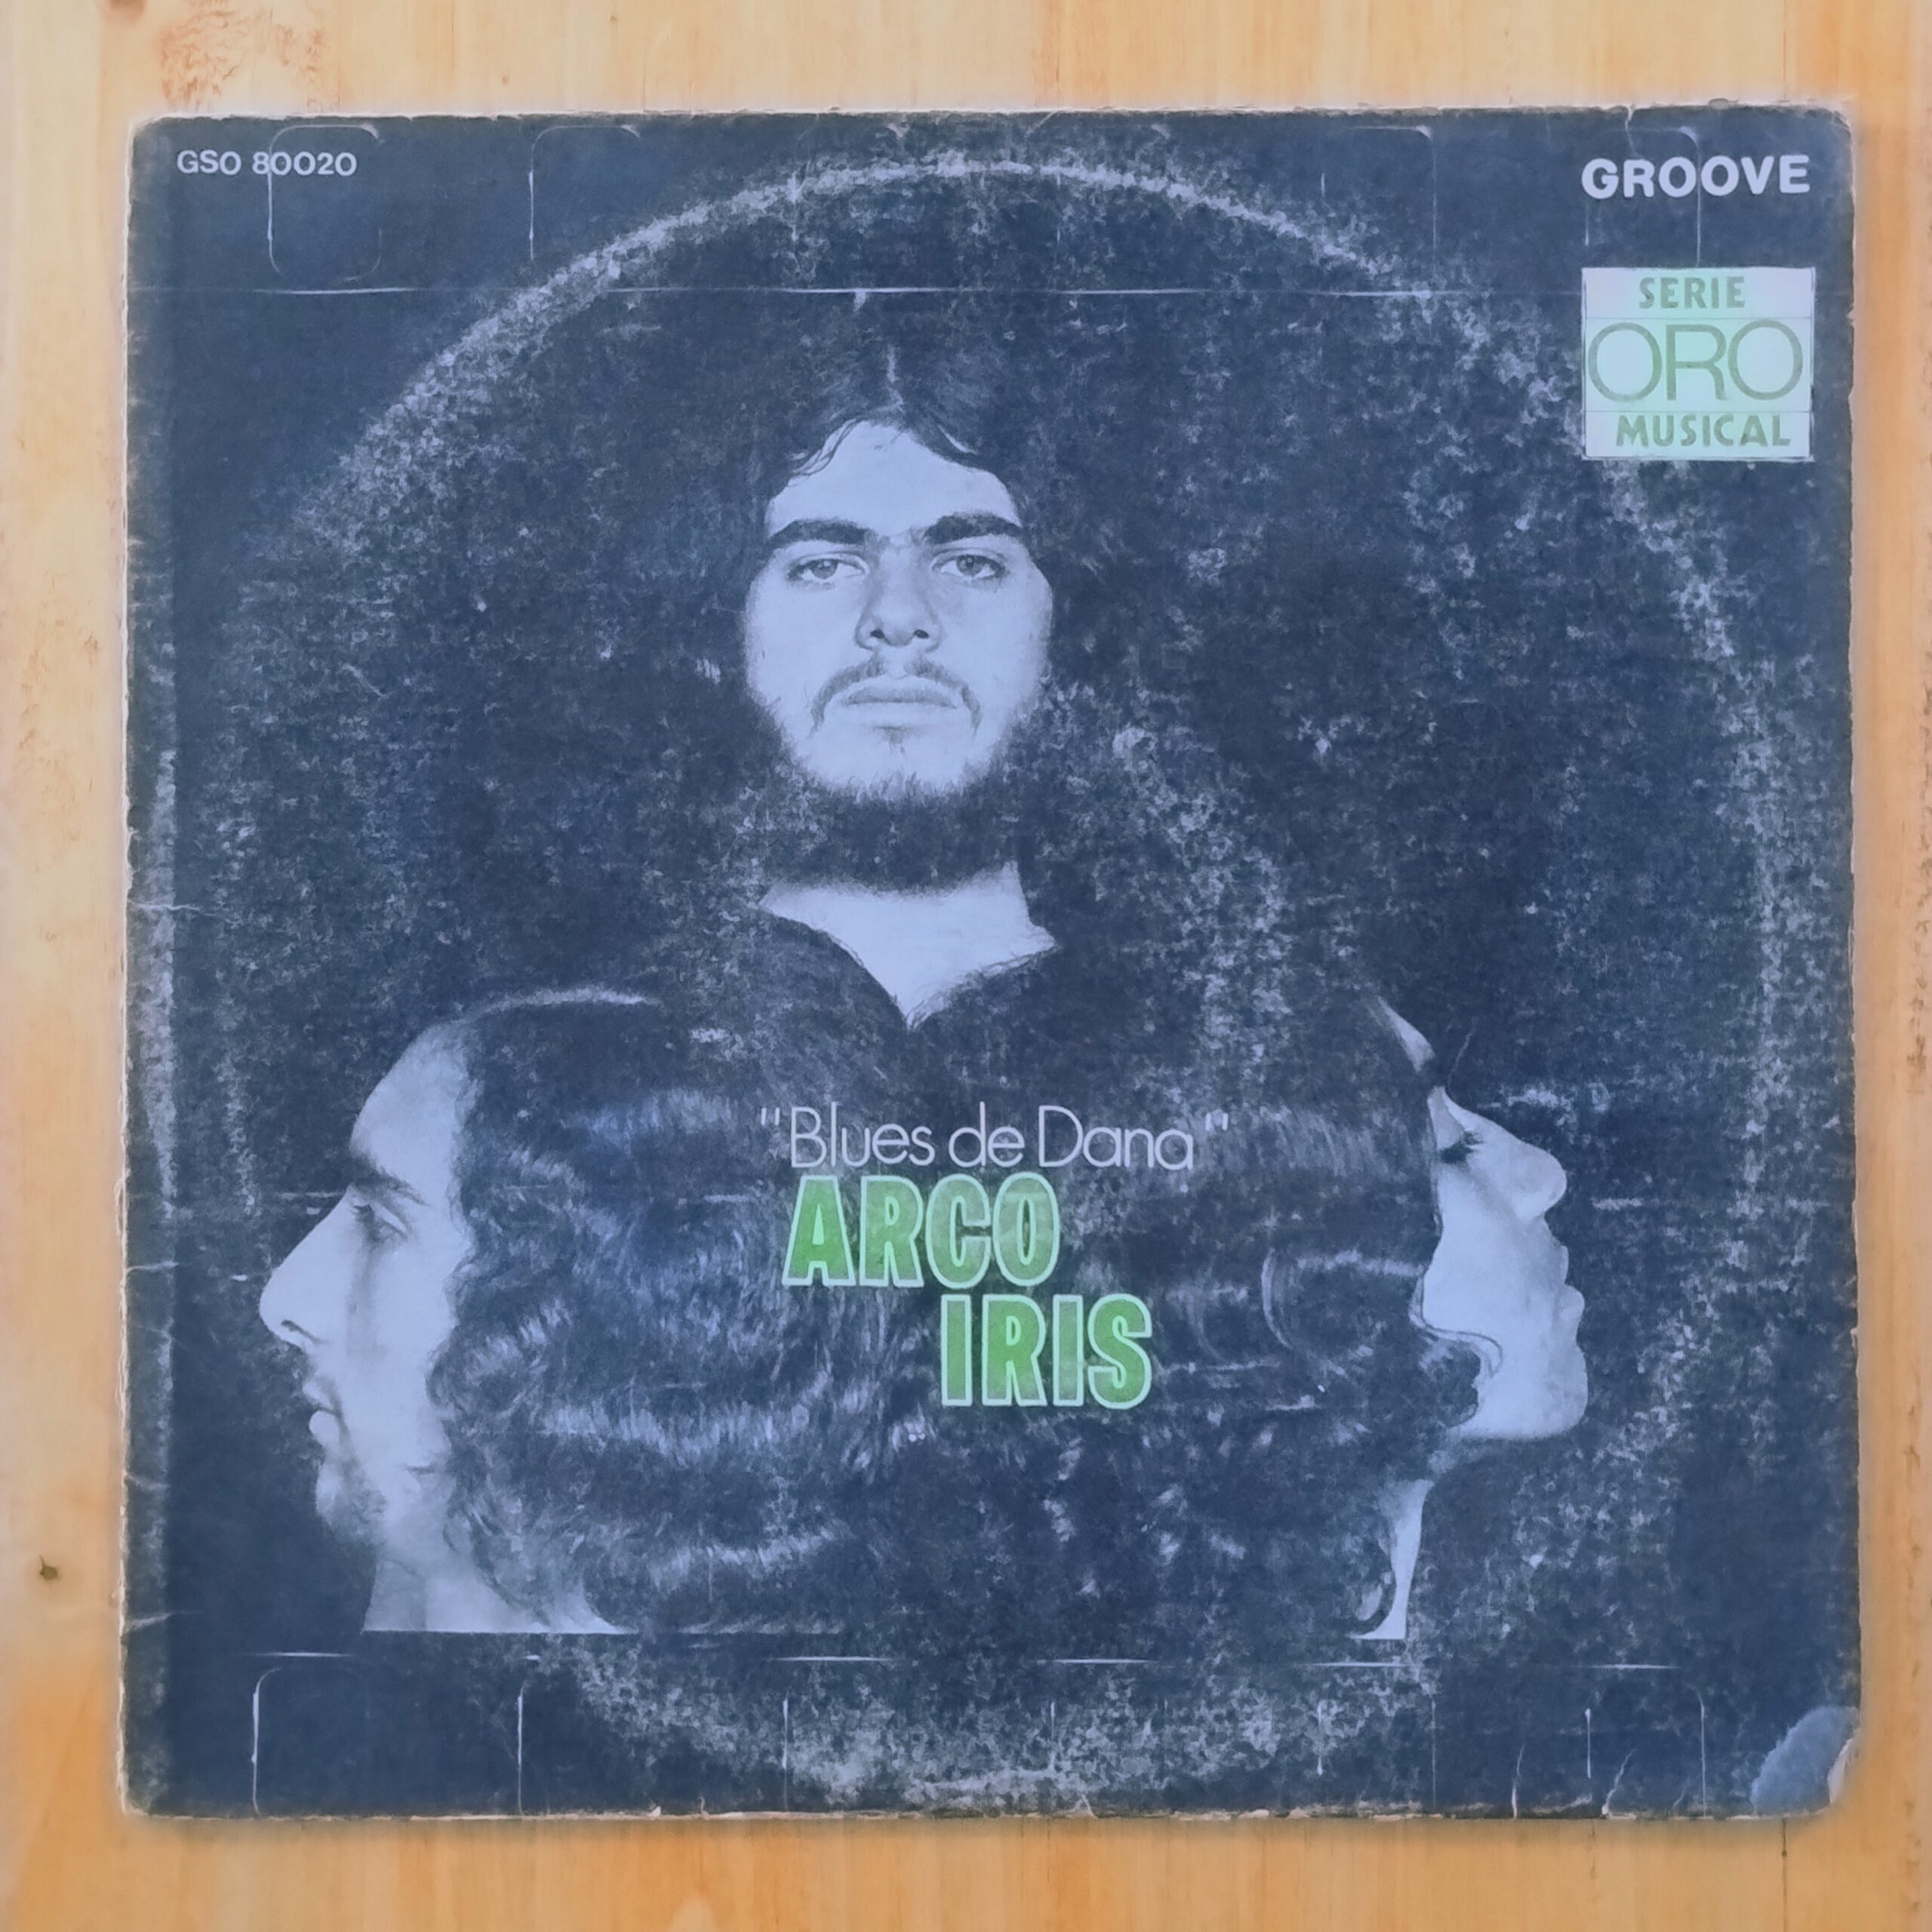 GSO 80020
GROOVE
SERIE
ORO
MUSICAL
"Blues de Dana"
ARCO
IRIS